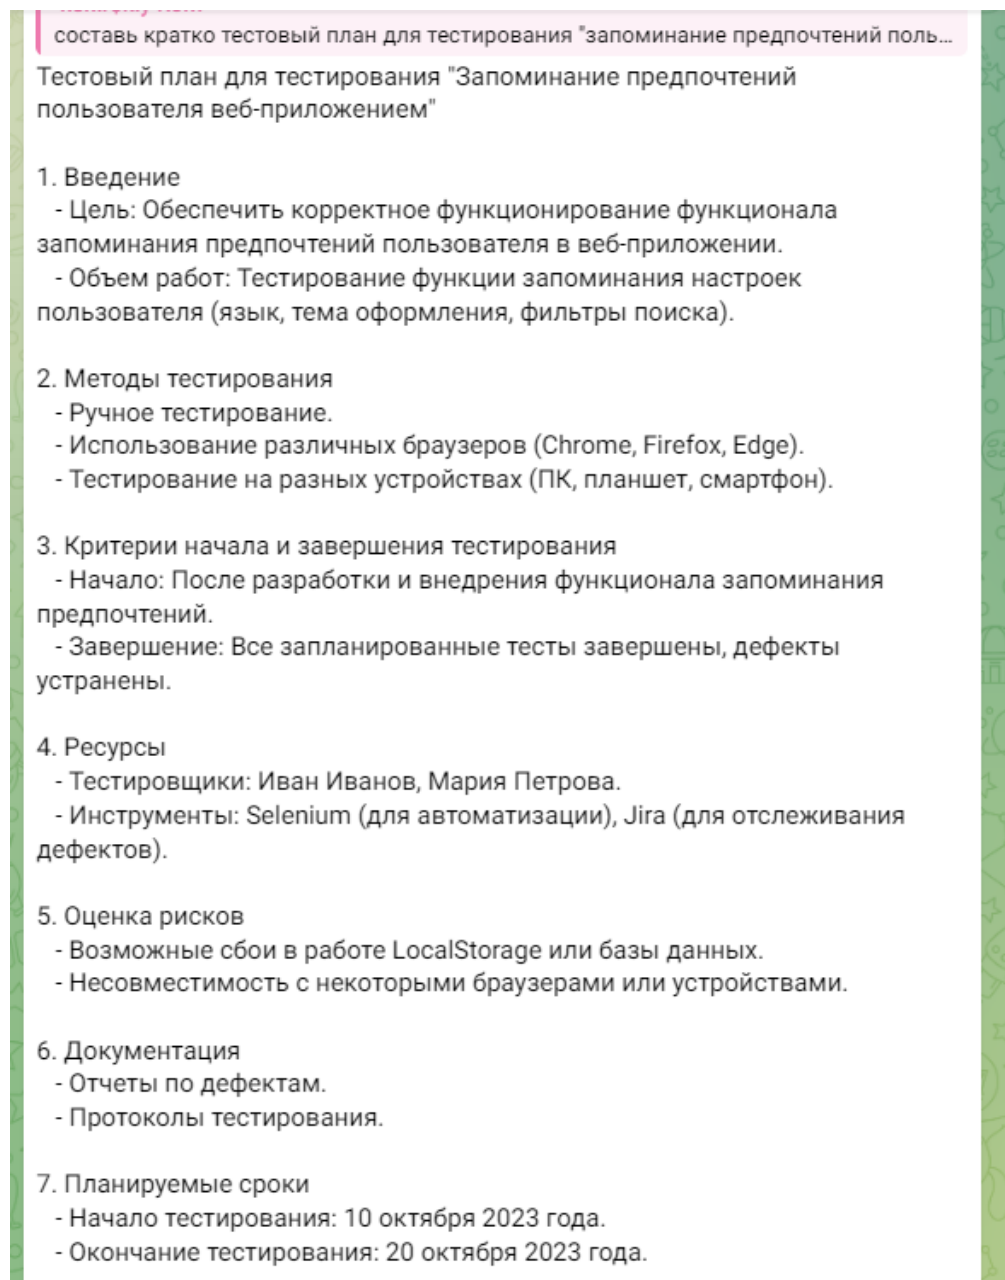 составь кратко тестовый план для тестирования "запоминание предпочтений поль...
Тестовый план для тестирования "Запоминание предпочтений
пользователя веб-приложением"
1. Введение
- Цель: Обеспечить корректное функционирование функционала
запоминания предпочтений пользователя в веб-приложении.
- Объем работ: Тестирование функции запоминания настроек
пользователя (язык, тема оформления, фильтры поиска).
2. Методы тестирования
- Ручное тестирование.
- Использование различных браузеров (Chrome, Firefox, Edge).
- Тестирование на разных устройствах (ПК, планшет, смартфон).
3. Критерии начала и завершения тестирования
- Начало: После разработки и внедрения функционала запоминания
предпочтений.
- Завершение: Все запланированные тесты завершены, дефекты
устранены.
4. Ресурсы
- Тестировщики: Иван Иванов, Мария Петрова.
- Инструменты: Selenium (для автоматизации), Jira (для отслеживания
дефектов).
5. Оценка рисков
- Возможные сбои в работе LocalStorage или базы данных.
- Несовместимость с некоторыми браузерами или устройствами.
6. Документация
- Отчеты по дефектам.
- Протоколы тестирования.
7. Планируемые сроки
- Начало тестирования: 10 октября 2023 года.
- Окончание тестирования: 20 октября 2023 года.